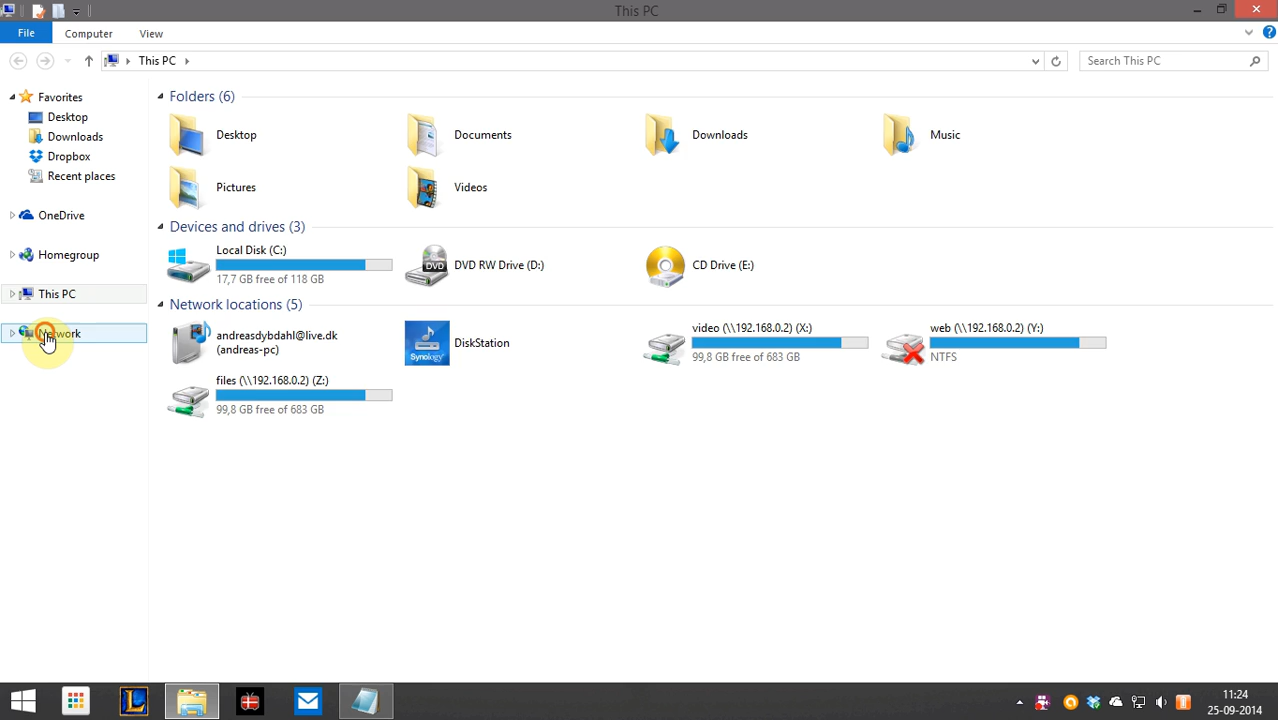 This PC
File
Computer
View
This PC
Search This PC
Favorites
Desktop
Downloads
Dropbox
Recent places
OneDrive
Homegroup
This PC
Network
Folders (6)
Desktop
Documents
Downloads
Music
Pictures
Videos
Devices and drives (3)
Local Disk (C:)
17,7 GB free of 118 GB
DVD
DVD RW Drive (D:)
CD Drive (E:)
Network locations (5)
andreasdybdahl@live.dk
(andreas-pc)
Synology
DiskStation
video (\\192.168.0.2) (X:)
99,8 GB free of 683 GB
web (\\192.168.0.2) (Y:)
NTFS
files (\\192.168.0.2) (Z:)
99,8 GB free of 683 GB
11:24
25-09-2014